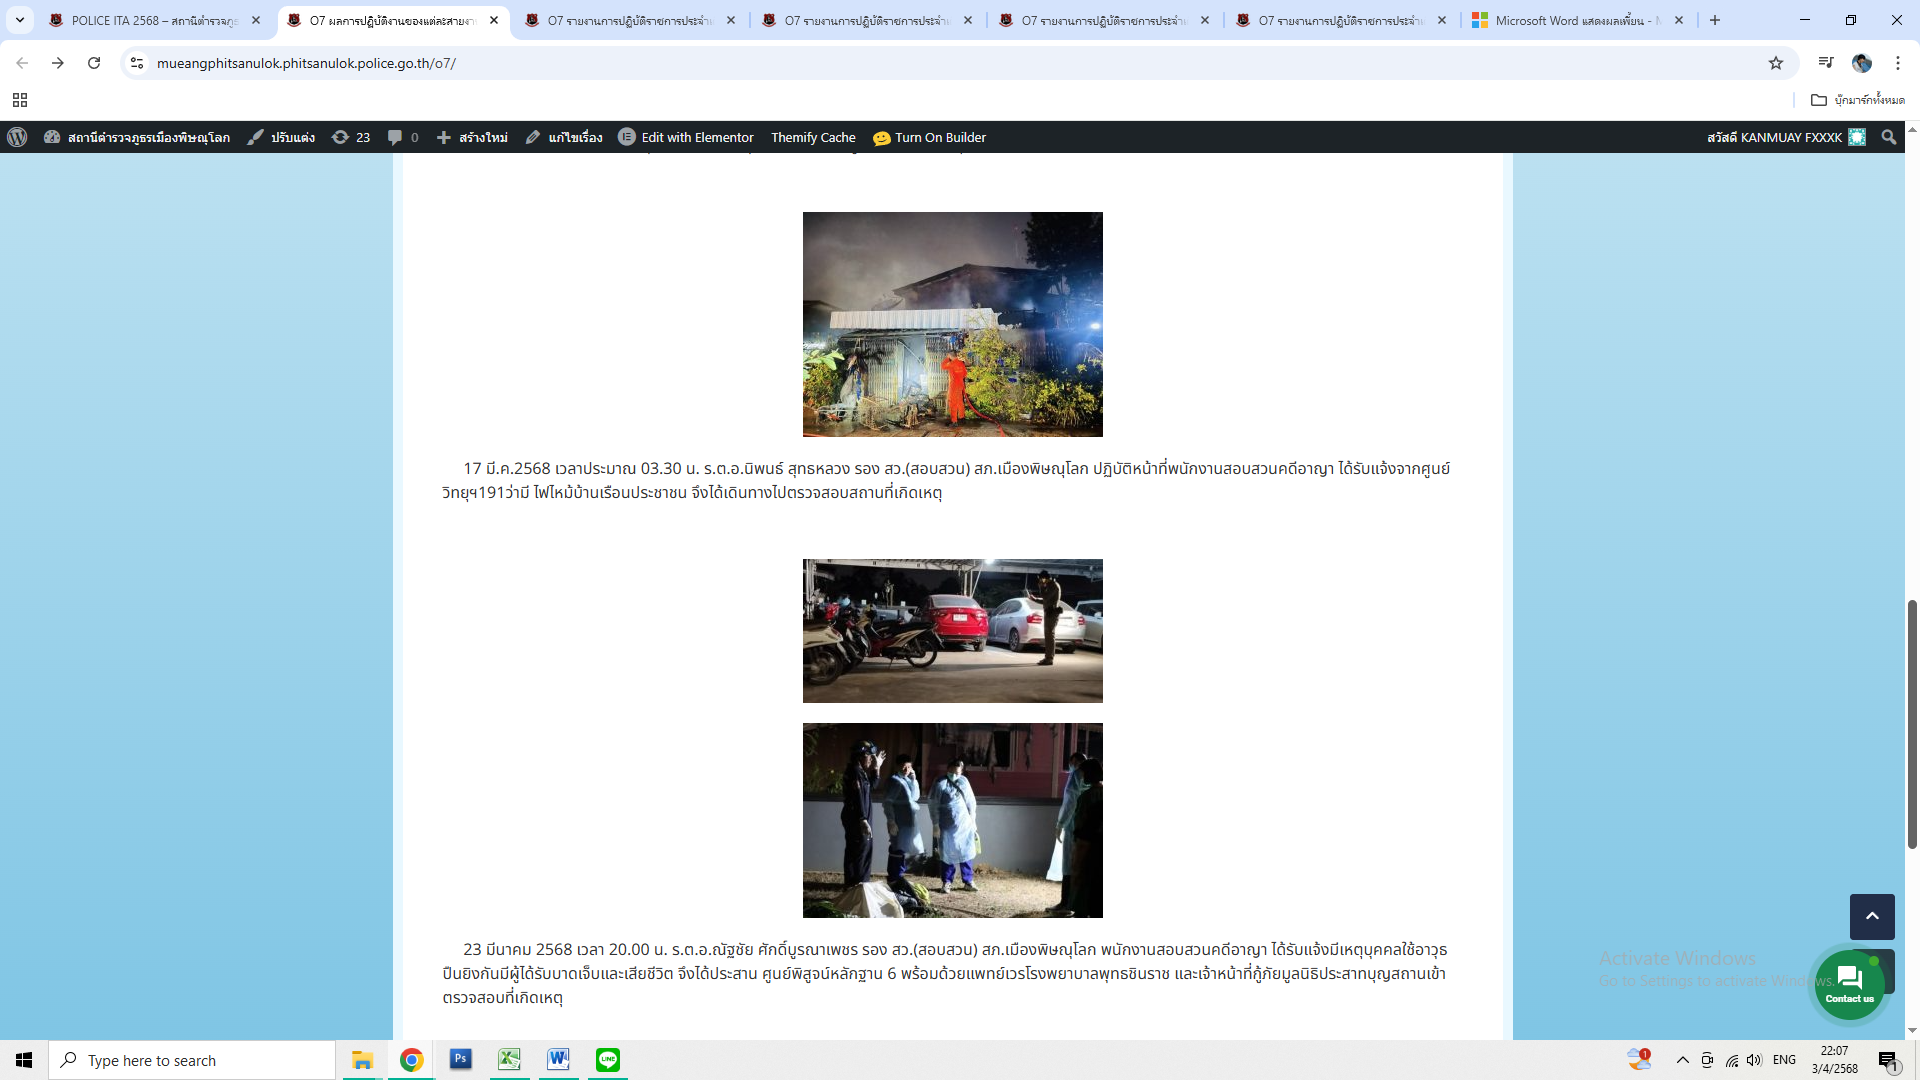 POLICE ITA 2568 – สถานีตำรวจภูธ
O7 ผลการปฏิบัติงานของแต่ละสายงาน
O7 รายงานการปฏิบัติราชการประจำ
O7 รายงานการปฏิบัติราชการประจำ
O7 รายงานการปฏิบัติราชการประจำ
O7 รายงานการปฏิบัติราชการประจำ
Microsoft Word แสดงผลเพี้ยน - M
mueangphitsanulok.phitsanulok.police.go.th/o7/
บุ๊กมาร์กทั้งหมด
สถานีตำรวจภูธรเมืองพิษณุโลก ปรับแต่ง 23 0 สร้างใหม่ แก้ไขเรื่อง Edit with Elementor Themify Cache Turn On Builder สวัสดี KANMUAY FXXXK
17 มี.ค.2568 เวลาประมาณ 03.30 น. ร.ต.อ.นิพนธ์ สุทธหลวง รอง สว.(สอบสวน) สภ.เมืองพิษณุโลก ปฏิบัติหน้าที่พนักงานสอบสวนคดีอาญา ได้รับแจ้งจากศูนย์
วิทยุฯ191ว่ามี ไฟไหม้บ้านเรือนประชาชน จึงได้เดินทางไปตรวจสอบสถานที่เกิดเหตุ
23 มีนาคม 2568 เวลา 20.00 น. ร.ต.อ.ณัฐชัย ศักดิ์บูรณาเพชร รอง สว.(สอบสวน) สภ.เมืองพิษณุโลก พนักงานสอบสวนคดีอาญา ได้รับแจ้งมีเหตุบุคคลใช้อาวุธ
ปืนยิงกันมีผู้ได้รับบาดเจ็บและเสียชีวิต จึงได้ประสาน ศูนย์พิสูจน์หลักฐาน 6 พร้อมด้วยแพทย์เวรโรงพยาบาลพุทธชินราช และเจ้าหน้าที่กู้ภัยมูลนิธิประสาทบุญสถานเข้า
ตรวจสอบที่เกิดเหตุ
Activate Windows
Go to Settings to activate Windows.
Contact us
Type here to search
Ps
ENG
22:07
3/4/2568
1
1